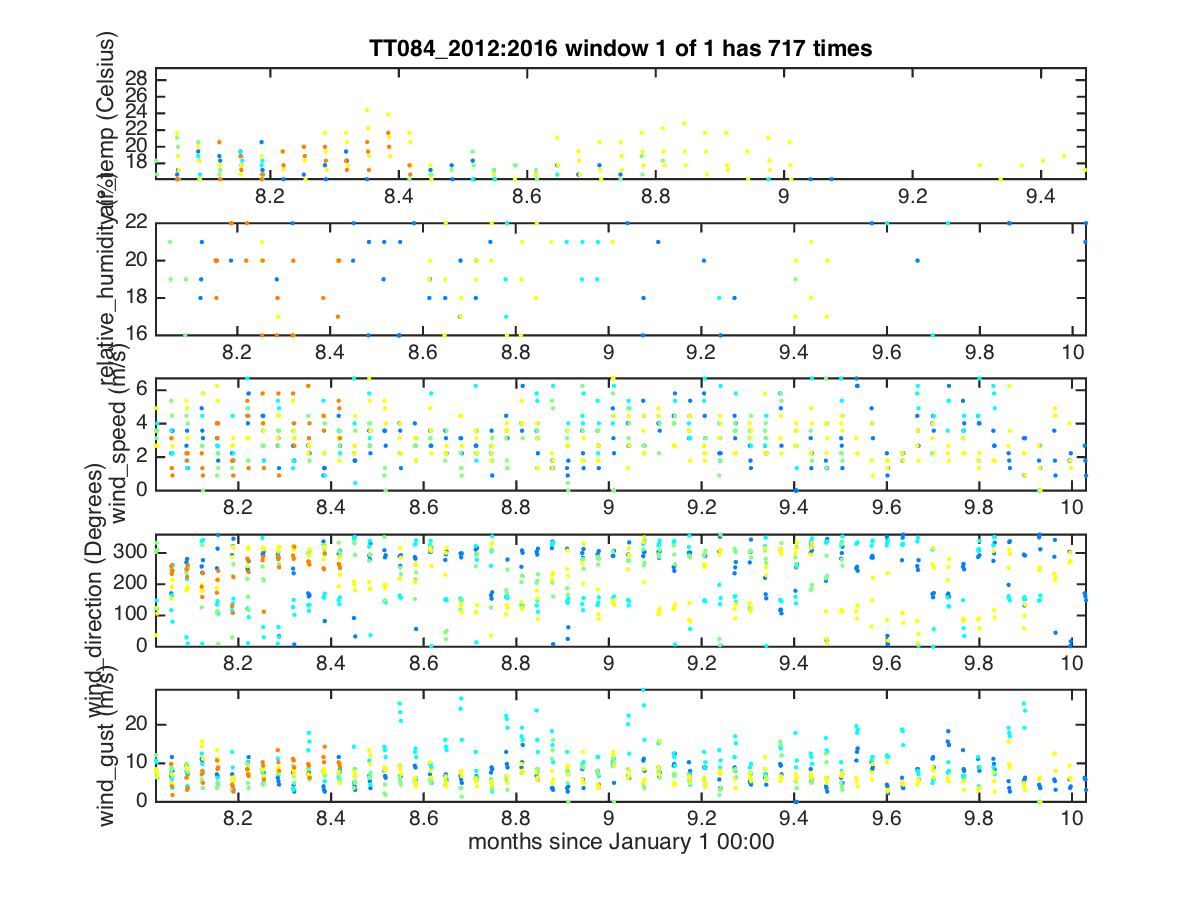 TT084_2012:2016 window 1 of 1 has 717 times
air_temp (Celsius)
28
26
24
22
20
18
8.2 8.4 8.6 8.8 9 9.2 9.4
relative_humidity (%)
22
20
18
16
8.2 8.4 8.6 8.8 9 9.2 9.4 9.6 9.8 10
wind_speed (m/s)
6
4
2
0
8.2 8.4 8.6 8.8 9 9.2 9.4 9.6 9.8 10
wind_direction (Degrees)
300
200
100
0
8.2 8.4 8.6 8.8 9 9.2 9.4 9.6 9.8 10
wind_gust (m/s)
20
10
0
8.2 8.4 8.6 8.8 9 9.2 9.4 9.6 9.8 10
months since January 1 00:00